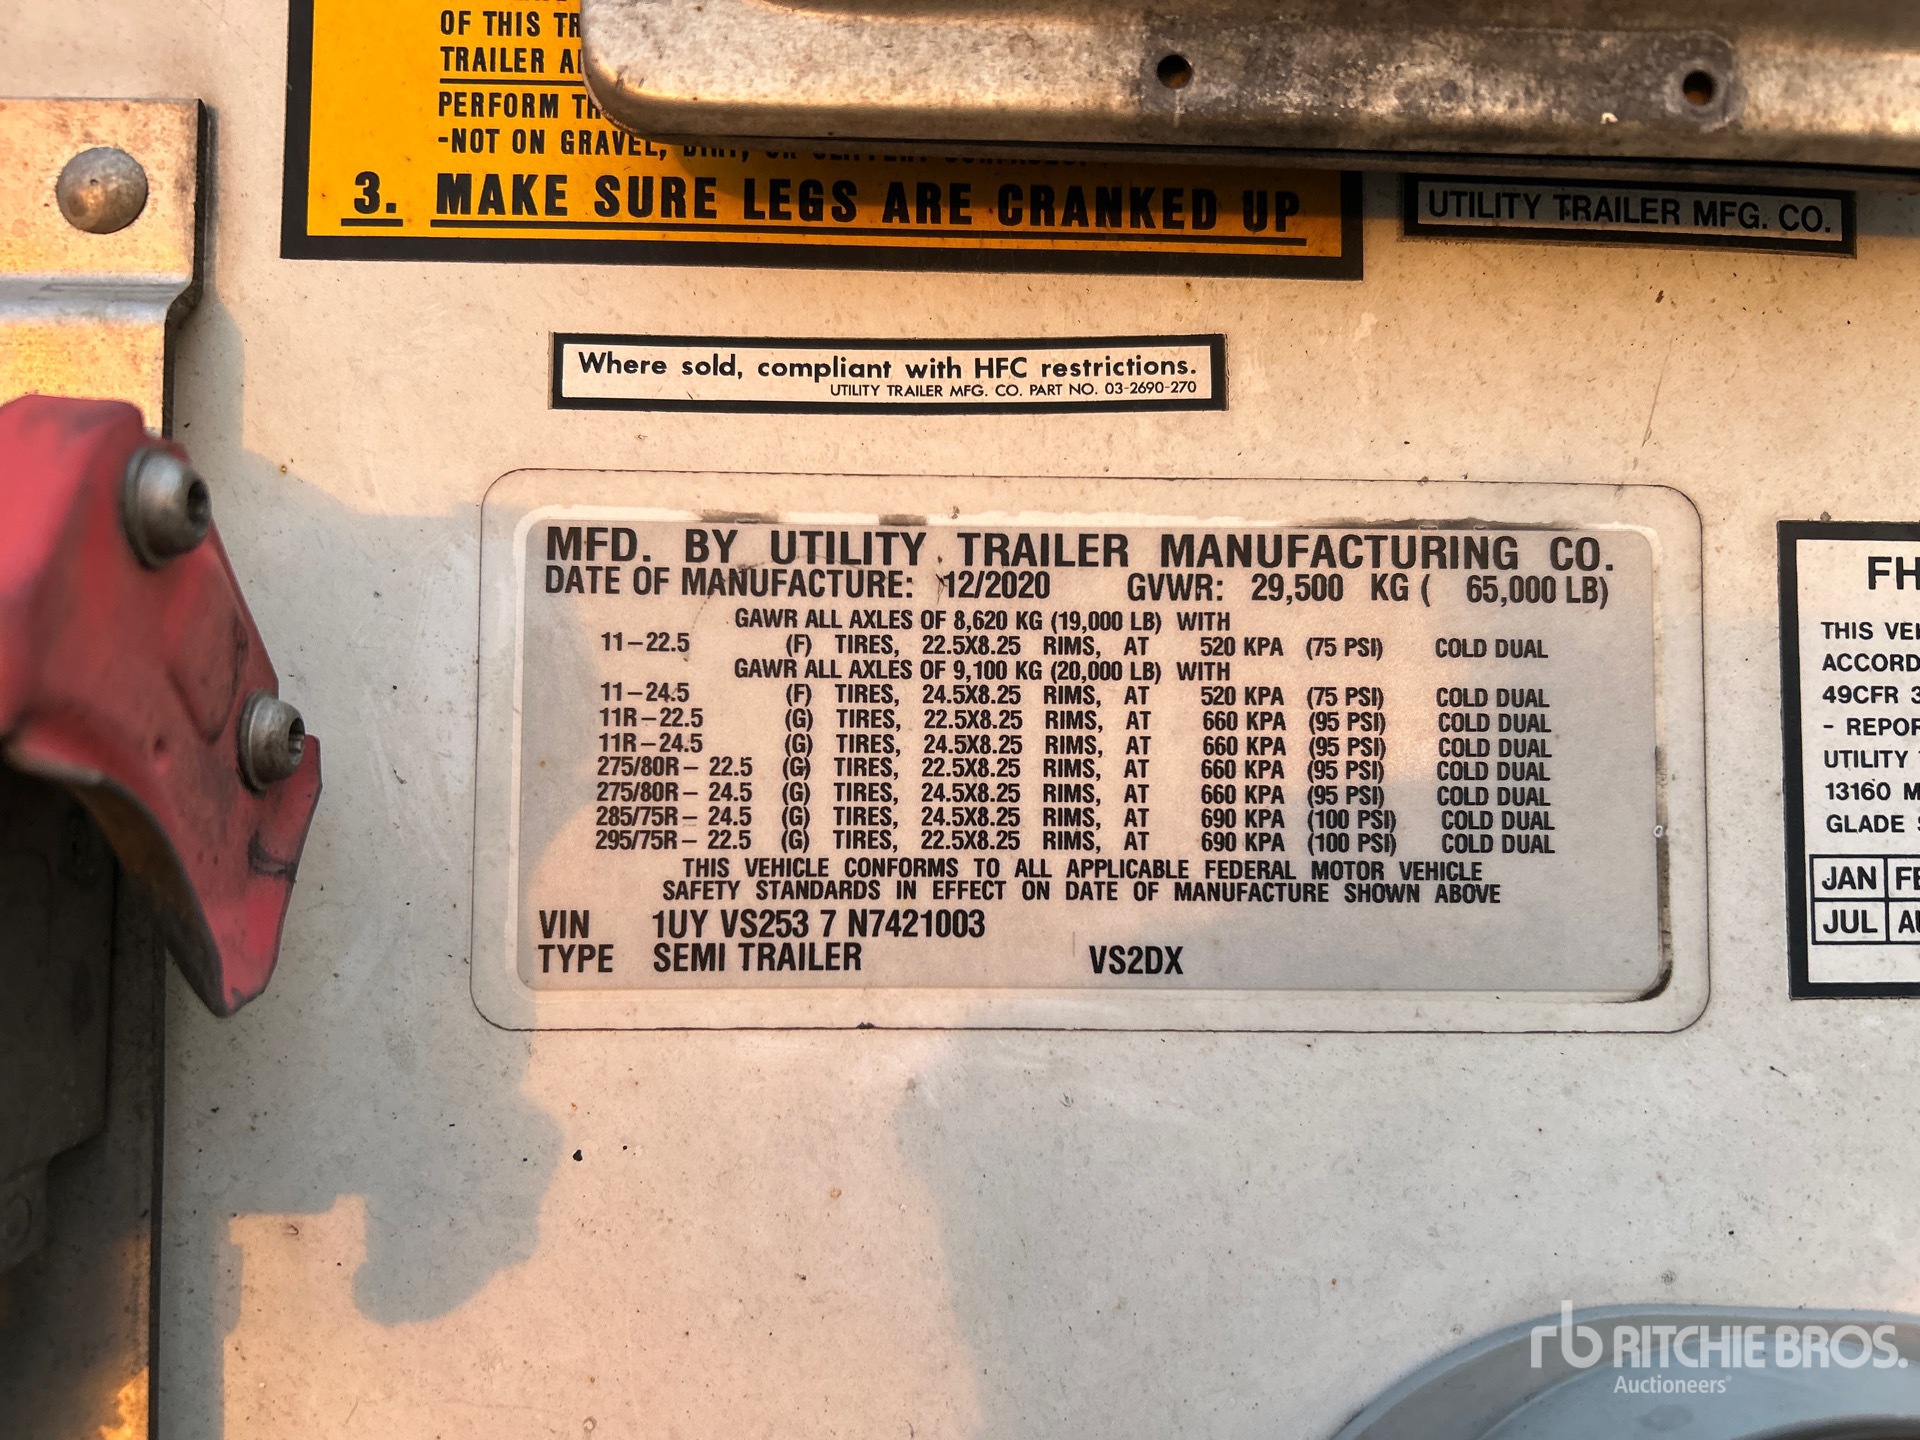 OF THIS
TRAILER
PERFORM
-NOT ON GRAVEL,
3. MAKE SURE LEGS ARE CRANKED UP
UTILITY TRAILER MFG. CO.
Where sold, compliant with HFC restrictions.
UTILITY TRAILER MFG. CO. PART NO. 03-2690-270
MFD. BY UTILITY TRAILER MANUFACTURING CO.
DATE OF MANUFACTURE: 12/2020 GVWR: 29,500 KG ( 65,000 LB)
GAWR ALL AXLES OF 8,620 KG (19,000 LB) WITH
11-22.5 (F) TIRES, 22.5X8.25 RIMS, AT 520 KPA (75 PSI) COLD DUAL
GAWR ALL AXLES OF 9,100 KG (20,000 LB) WITH
11-24.5 (F) TIRES, 24.5X8.25 RIMS, AT 520 KPA (75 PSI) COLD DUAL
11R-22.5 (G) TIRES, 22.5X8.25 RIMS, AT 660 KPA (95 PSI) COLD DUAL
11R-24.5 (G) TIRES, 24.5X8.25 RIMS, AT 660 KPA (95 PSI) COLD DUAL
275/80R- 22.5 (G) TIRES, 22.5X8.25 RIMS, AT 660 KPA (95 PSI) COLD DUAL
275/80R- 24.5 (G) TIRES, 24.5X8.25 RIMS, AT 660 KPA (95 PSI) COLD DUAL
285/75R- 24.5 (G) TIRES, 24.5X8.25 RIMS, AT 690 KPA (100 PSI) COLD DUAL
295/75R- 22.5 (G) TIRES, 22.5X8.25 RIMS, AT 690 KPA (100 PSI) COLD DUAL
THIS VEHICLE CONFORMS TO ALL APPLICABLE FEDERAL MOTOR VEHICLE
SAFETY STANDARDS IN EFFECT ON DATE OF MANUFACTURE SHOWN ABOVE
VIN 1UY VS253 7 N7421003
TYPE SEMI TRAILER VS2DX
FH
THIS VE
ACCORD
49CFR 3
- REPOR
UTILITY
13160 M
GLADE
JAN FE
JUL AU
rb RITCHIE BROS.
Auctioneers